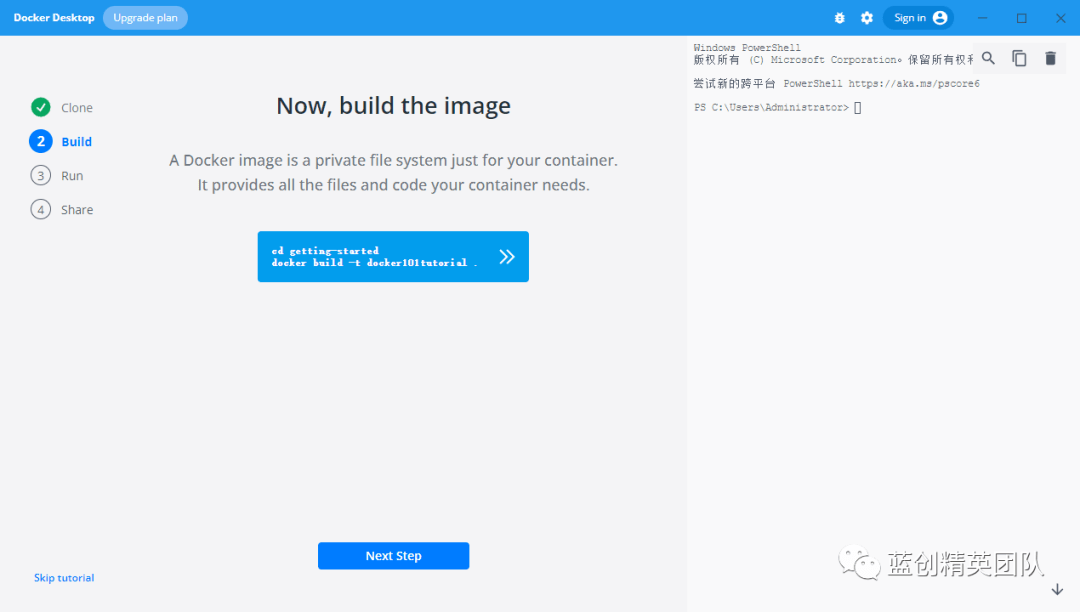 Docker Desktop
Upgrade plan
Sign in
Clone
2 Build
3 Run
4 Share
Now, build the image
A Docker image is a private file system just for your container.
It provides all the files and code your container needs.
cd getting-started
docker build -t docker101tutorial .
Next Step
Skip tutorial
Windows PowerShell
版权所有 (C) Microsoft Corporation。保留所有权利
尝试新的跨平台 PowerShell https://aka.ms/pscore6
PS C:\Users\Administrator>
蓝创精英团队